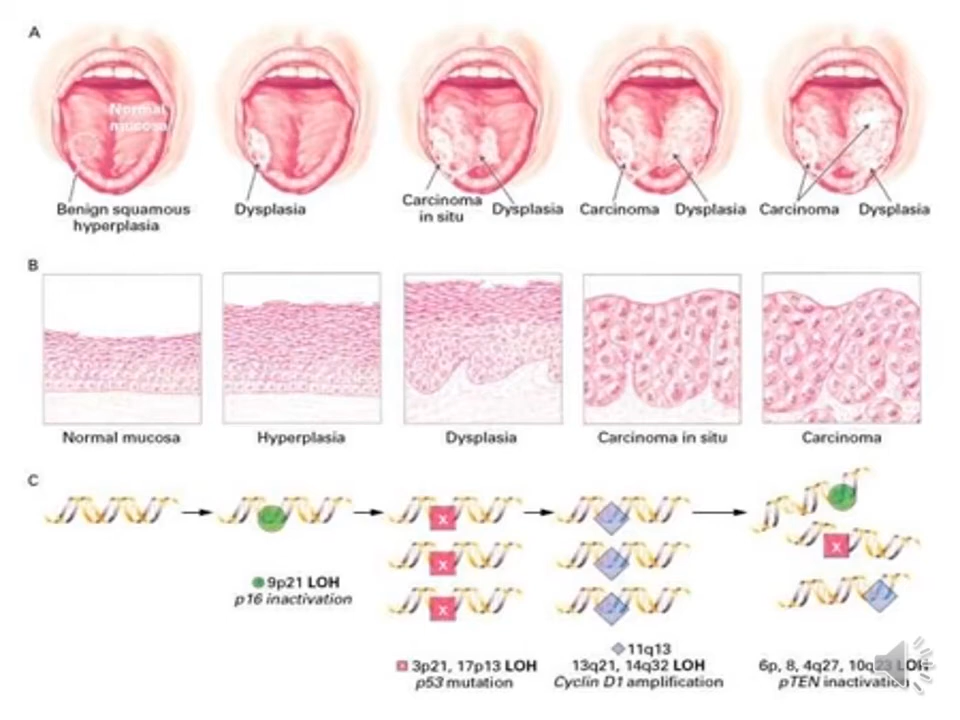 A
Normal
mucosa
Benign squamous
hyperplasia
Dysplasia
Carcinoma
in situ
Dysplasia
Carcinoma
Dysplasia
Carcinoma
Dysplasia
B
Normal mucosa
Hyperplasia
Dysplasia
Carcinoma in situ
Carcinoma
C
9p21 LOH
p16 inactivation
X
X
X
3p21, 17p13 LOH
p53 mutation
11q13
13q21, 14q32 LOH
Cyclin D1 amplification
X
6p, 8, 4q27, 10q23 LOH
pTEN inactivation